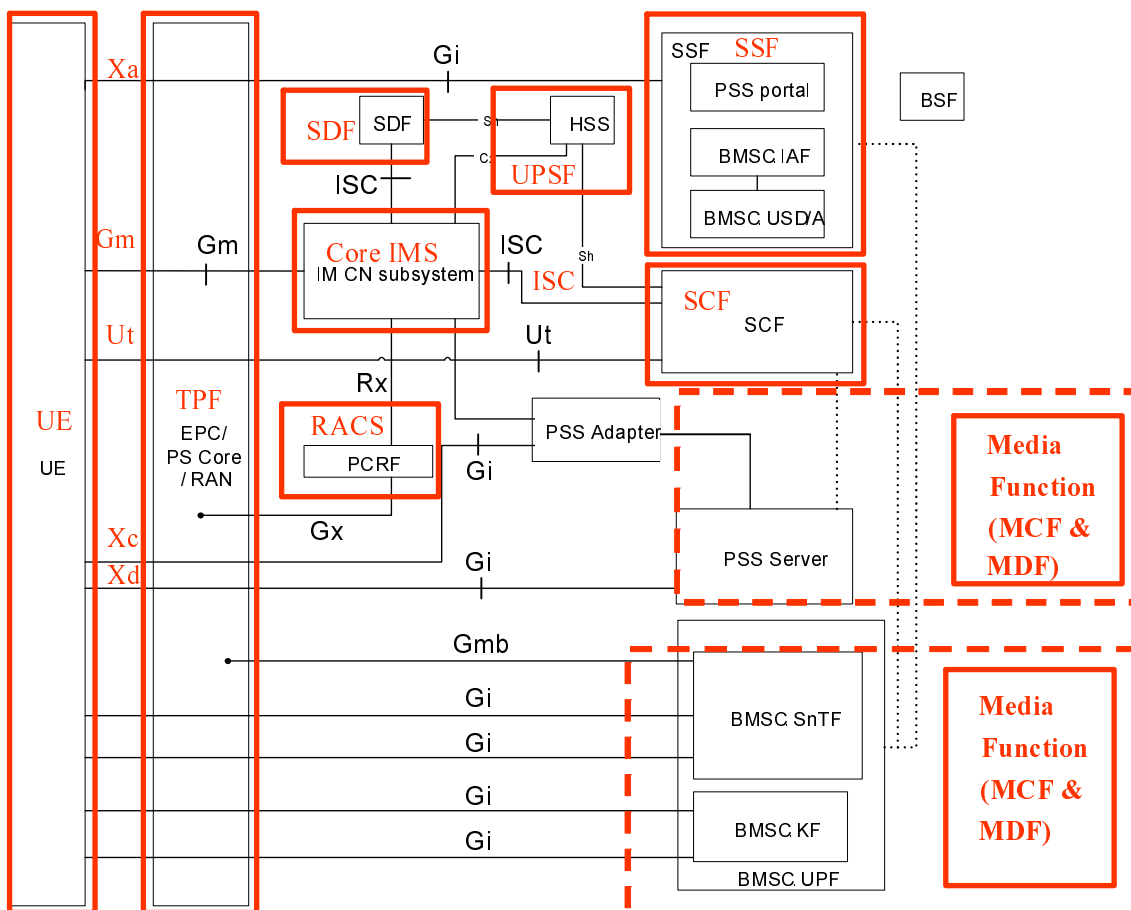 Xa
Gi
SSF
SSF
PSS portal
BSF
SDF
SDF
Sh
HSS
Cx
UPSF
BMSC.IAF
BMSC.USD/A
ISC
Gm
Gm
Core IMS
IM CN subsystem
ISC
Sh
ISC
SCF
SCF
Ut
Ut
Rx
UE
UE
TPF
EPC/
PS Core
/ RAN
RACS
PCRF
PSS Adapter
Gi
Media
Function
(MCF &
MDF)
Gx
Xc
Xd
Gi
PSS Server
Gmb
Gi
BMSC.SnTF
Gi
Media
Function
(MCF &
MDF)
Gi
BMSC.KF
Gi
BMSC.UPF